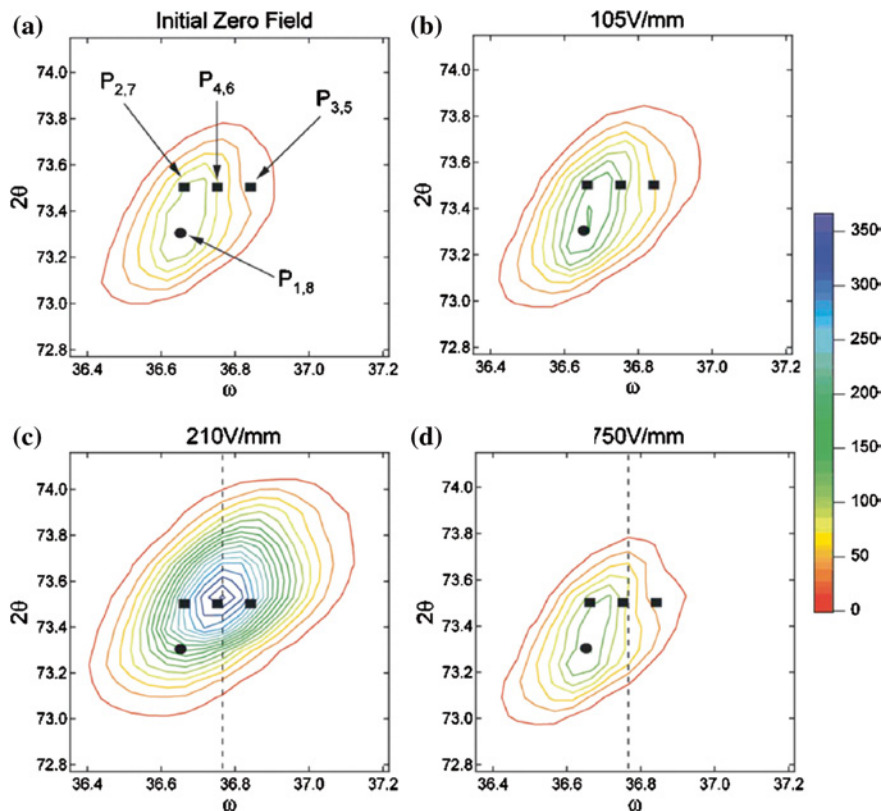 (a) Initial Zero Field
74.0
73.8
73.6
73.4
73.2
73.0
72.8
2θ
P2,7
P4,6
P3,5
P1,8
36.4 36.6 36.8 37.0 37.2
ω
(b) 105V/mm
74.0
73.8
73.6
73.4
73.2
73.0
72.8
2θ
36.4 36.6 36.8 37.0 37.2
ω
(c) 210V/mm
74.0
73.8
73.6
73.4
73.2
73.0
72.8
2θ
36.4 36.6 36.8 37.0 37.2
ω
(d) 750V/mm
74.0
73.8
73.6
73.4
73.2
73.0
72.8
2θ
36.4 36.6 36.8 37.0 37.2
ω
350
300
250
200
150
100
50
0